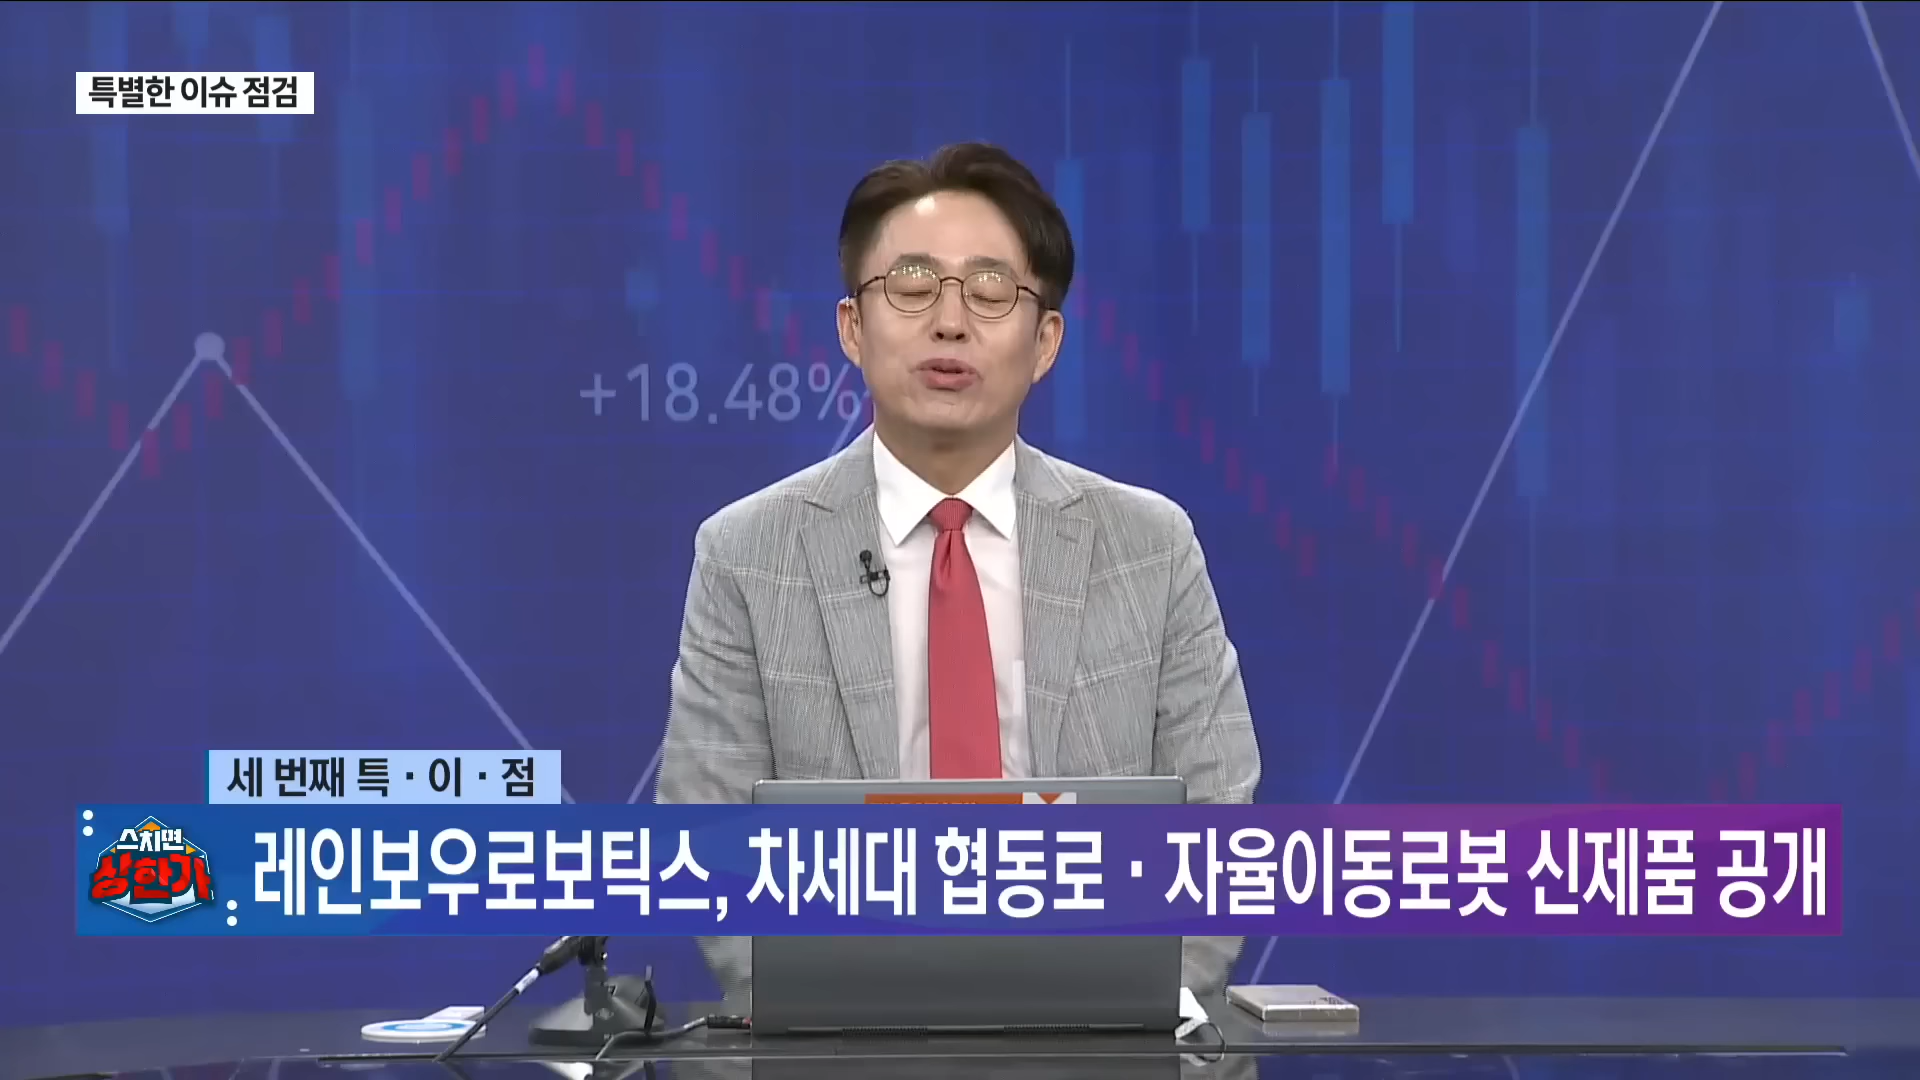 특별한 이슈 점검
+18.48%
세 번째 특·이·점
스치면
상한가
레인보우로보틱스, 차세대 협동로·자율이동로봇 신제품 공개